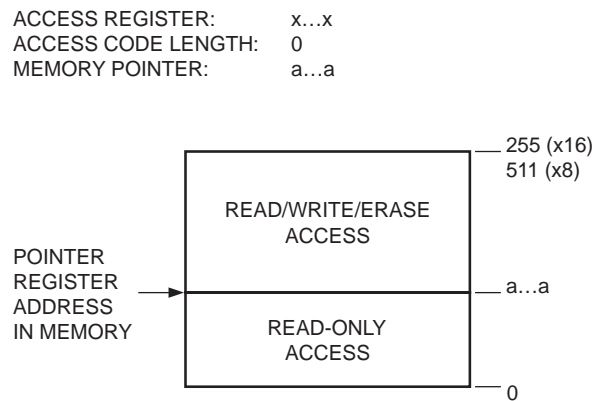 ACCESS REGISTER: x…x
ACCESS CODE LENGTH: 0
MEMORY POINTER: a…a
255 (x16)
511 (x8)
READ/WRITE/ERASE
ACCESS
POINTER
REGISTER
ADDRESS
IN MEMORY
a…a
READ-ONLY
ACCESS
0